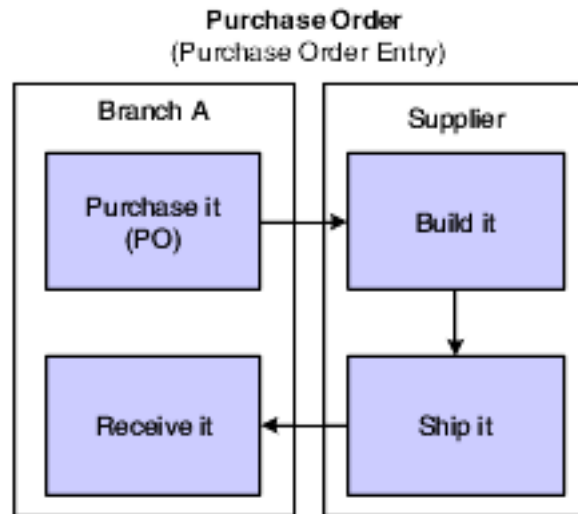 Purchase Order
(Purchase Order Entry)
Branch A
Supplier
Purchase it
(PO)
Build it
Receive it
Ship it